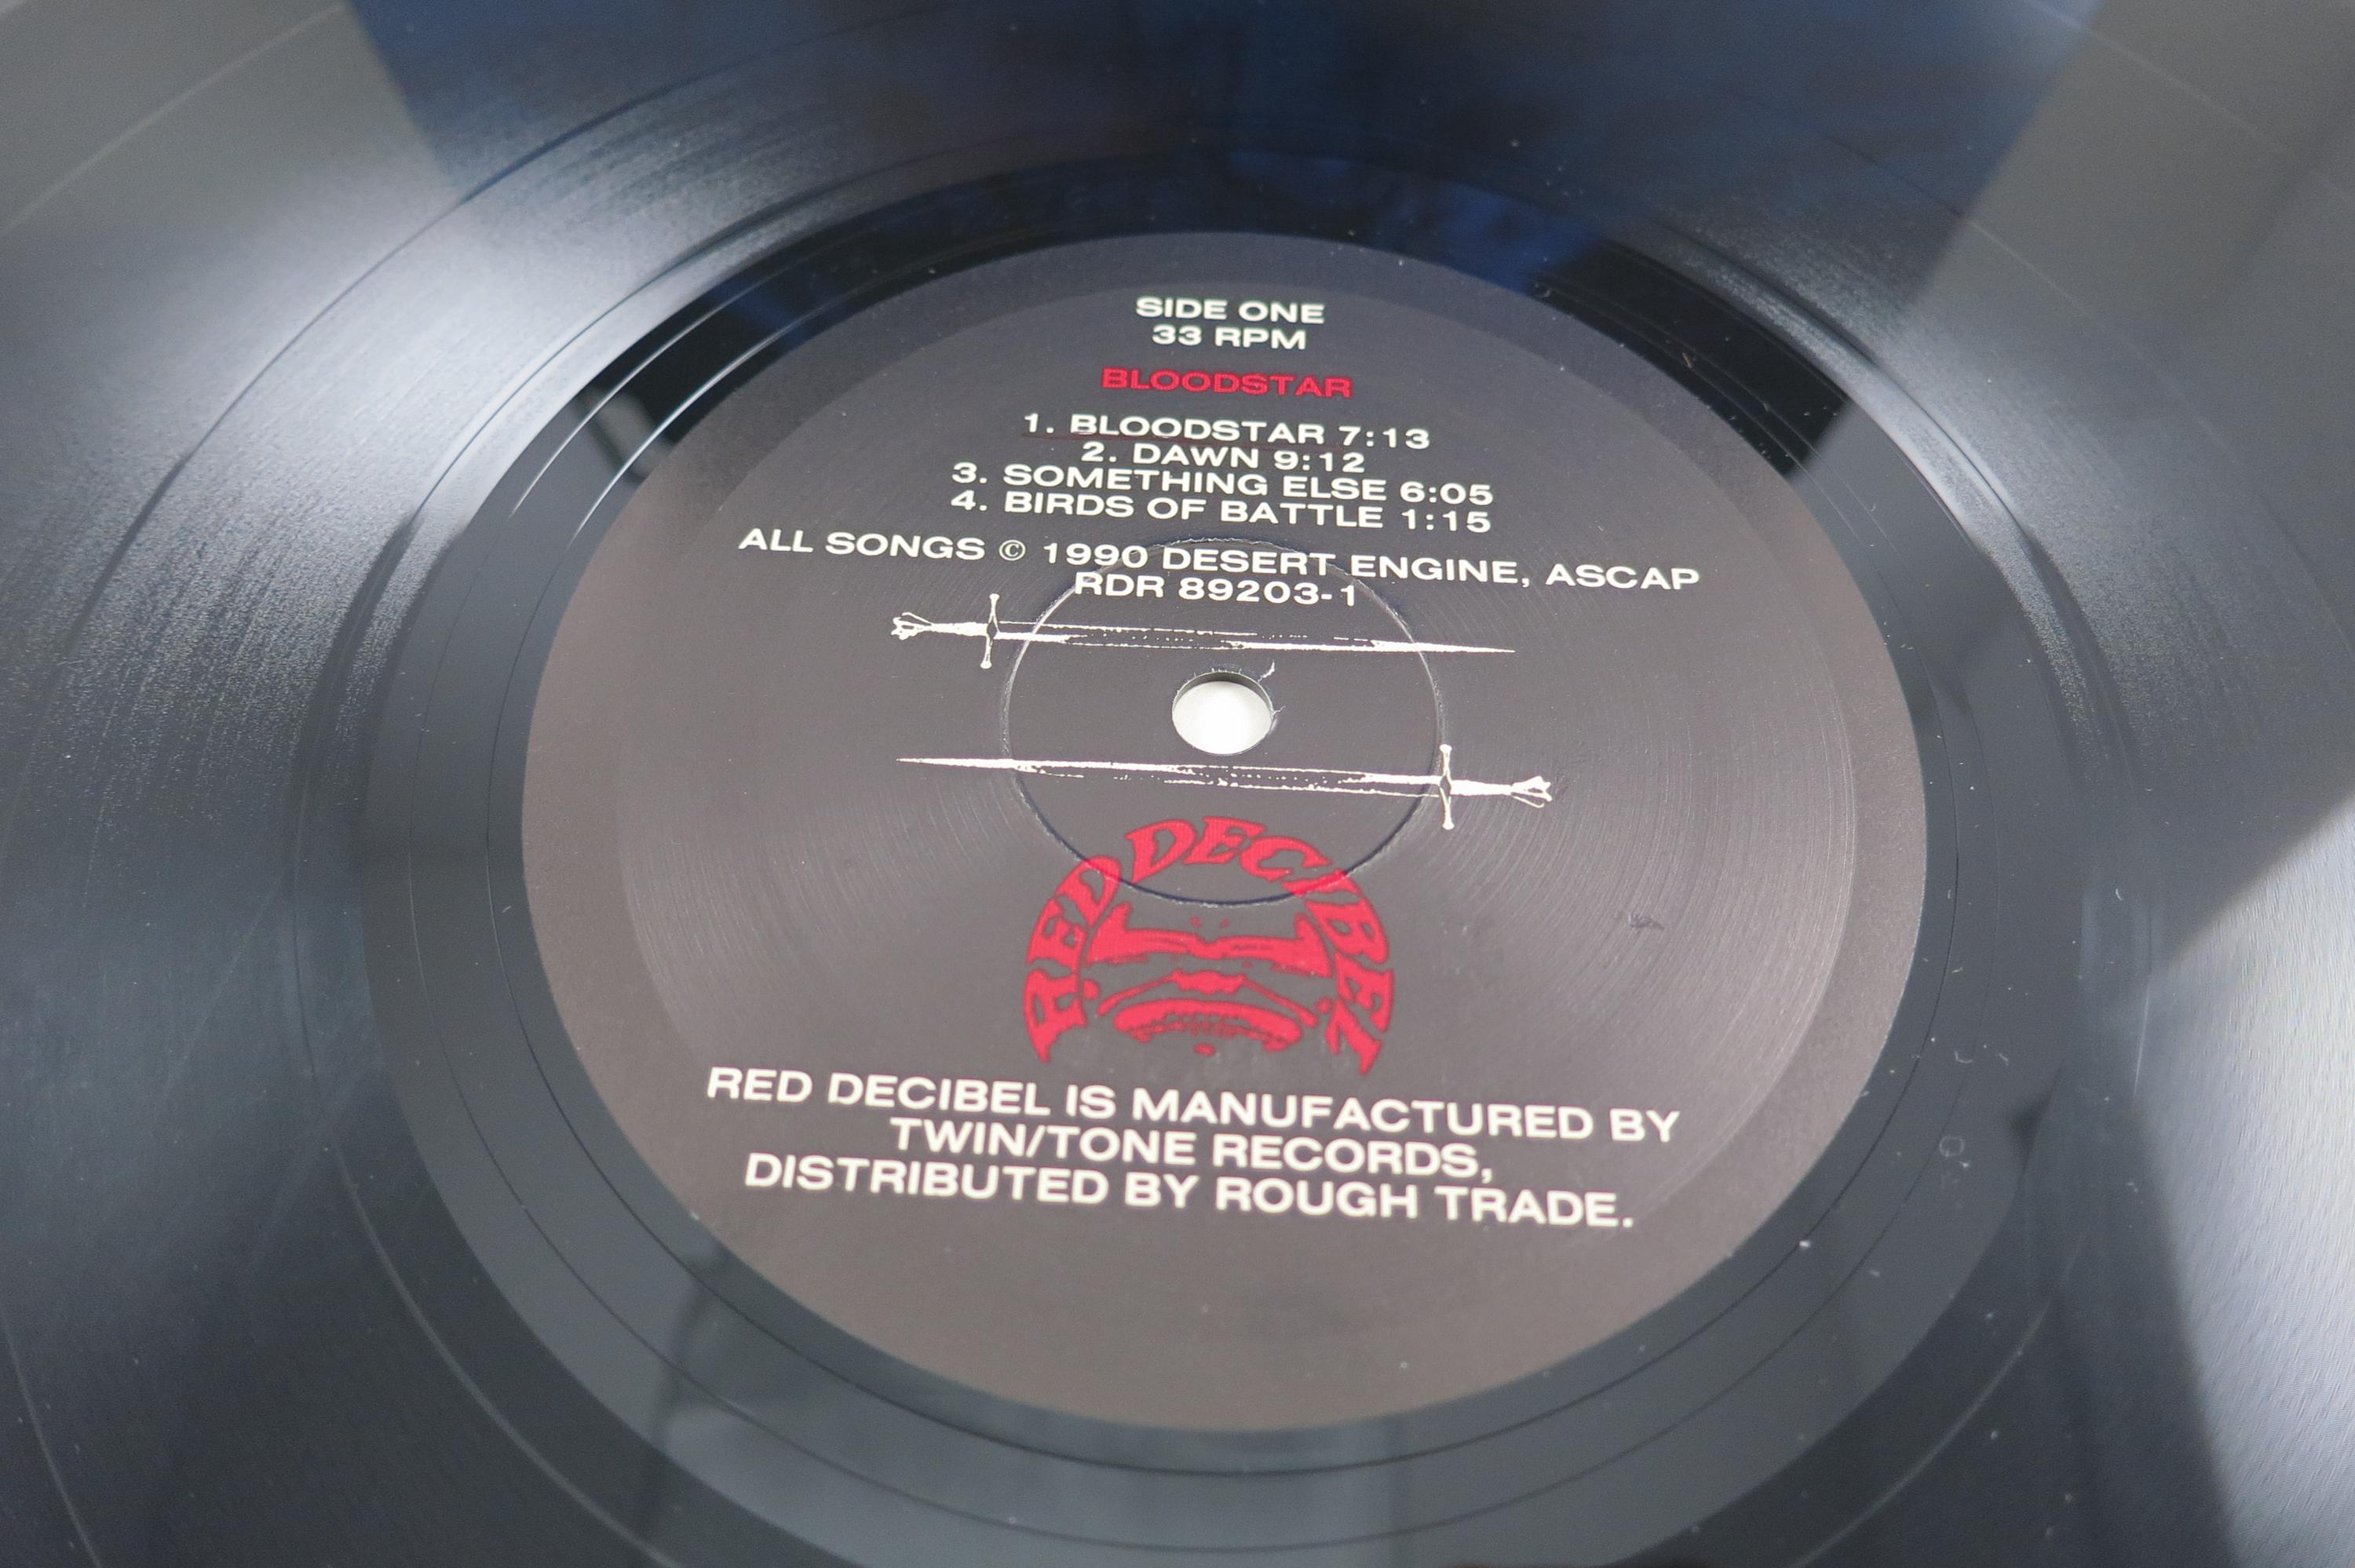 SIDE ONE
33 RPM
BLOODSTAR
1. BLOODSTAR 7:13
2. DAWN 9:12
3. SOMETHING ELSE 6:05
4. BIRDS OF BATTLE 1:15
ALL SONGS © 1990 DESERT ENGINE, ASCAP
RDR 89203-1
RED DECIBEL
RED DECIBEL IS MANUFACTURED BY
TWIN/TONE RECORDS,
DISTRIBUTED BY ROUGH TRADE.